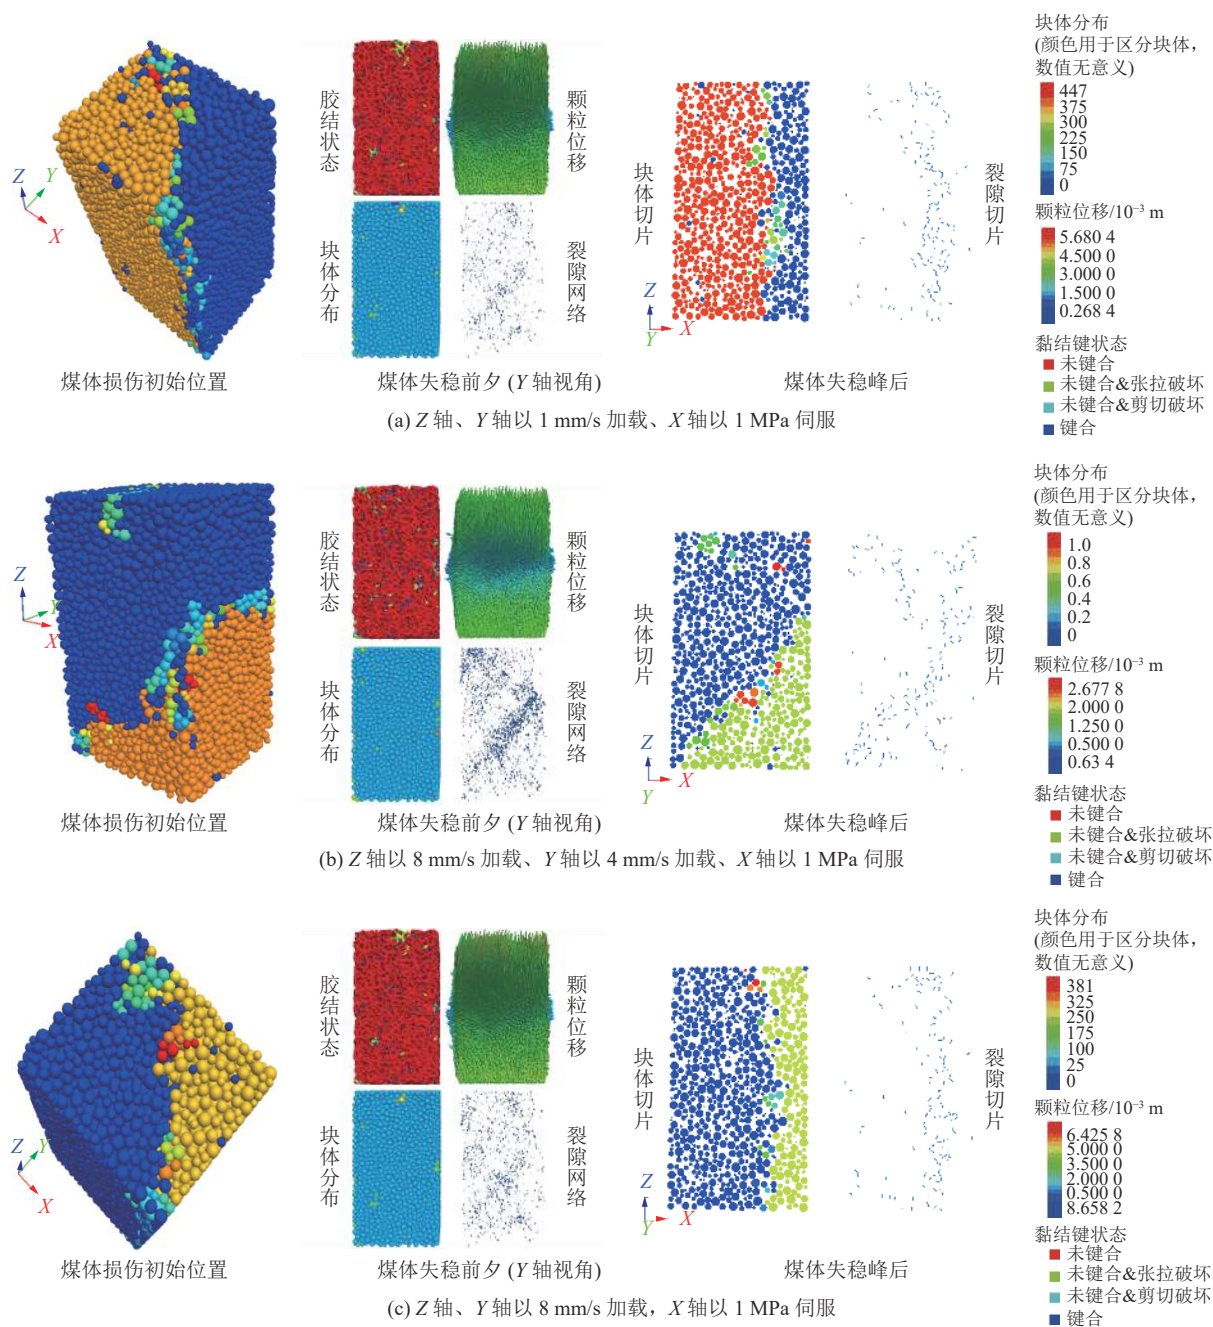 胶结状态
颗粒位移
块体分布
裂隙网络
块体切片
裂隙切片
Z
Y
X
Z
Y
X
煤体损伤初始位置
煤体失稳前夕 (Y 轴视角)
煤体失稳峰后
(a) Z 轴、Y 轴以 1 mm/s 加载、X 轴以 1 MPa 伺服
块体分布
(颜色用于区分块体,
数值无意义)
447
375
300
225
150
75
0
颗粒位移/10⁻³ m
5.680 4
4.500 0
3.000 0
1.500 0
0.268 4
黏结键状态
未键合
未键合&张拉破坏
未键合&剪切破坏
键合
胶结状态
颗粒位移
块体分布
裂隙网络
块体切片
裂隙切片
Z
Y
X
Z
Y
X
煤体损伤初始位置
煤体失稳前夕 (Y 轴视角)
煤体失稳峰后
(b) Z 轴以 8 mm/s 加载、Y 轴以 4 mm/s 加载、X 轴以 1 MPa 伺服
块体分布
(颜色用于区分块体,
数值无意义)
1.0
0.8
0.6
0.4
0.2
0
颗粒位移/10⁻³ m
2.677 8
2.000 0
1.250 0
0.500 0
0.63 4
黏结键状态
未键合
未键合&张拉破坏
未键合&剪切破坏
键合
胶结状态
颗粒位移
块体分布
裂隙网络
块体切片
裂隙切片
Z
Y
X
Z
Y
X
煤体损伤初始位置
煤体失稳前夕 (Y 轴视角)
煤体失稳峰后
(c) Z 轴、Y 轴以 8 mm/s 加载，X 轴以 1 MPa 伺服
块体分布
(颜色用于区分块体,
数值无意义)
381
325
250
175
100
25
0
颗粒位移/10⁻³ m
6.425 8
5.000 0
3.500 0
2.000 0
0.500 0
8.658 2
黏结键状态
未键合
未键合&张拉破坏
未键合&剪切破坏
键合